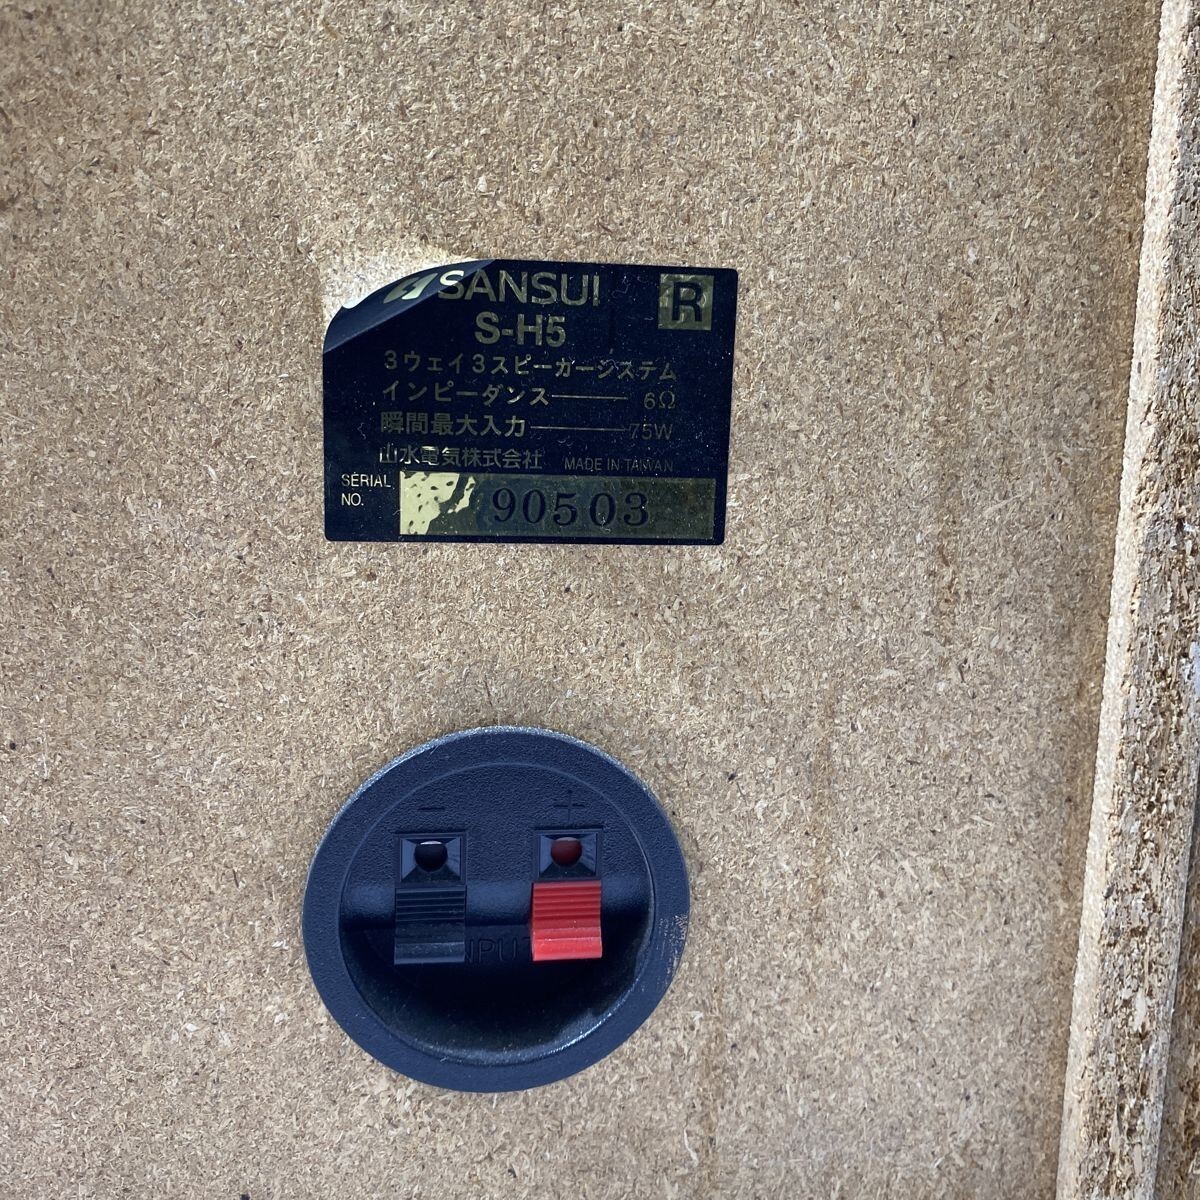 SANSUI R
S-H5
3ウェイ3スピーカーシステム
インピーダンス 6Ω
瞬間最大入力 75W
山水電気株式会社 MADE IN TAIWAN
SERIAL NO. 90503
− +
INPUT